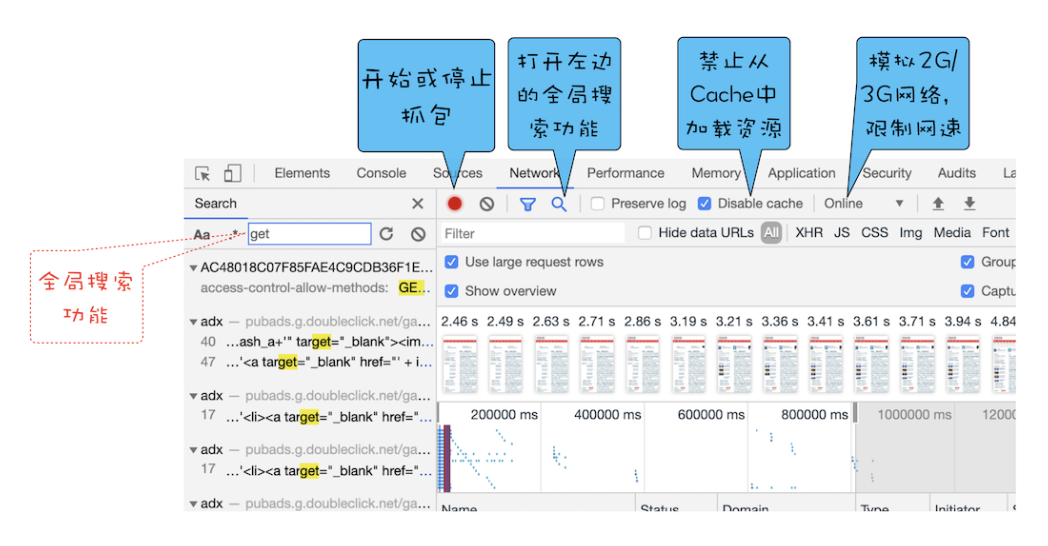 开始或停止
抓包
打开左边
的全局搜
索功能
禁止从
Cache中
加载资源
模拟2G/
3G网络,
限制网速
Elements Console Sources Network Performance Memory Application Security Audits La
Search
Preserve log Disable cache Online
Aa .* get
Filter Hide data URLs All XHR JS CSS Img Media Font
全局搜索
功能
AC48018C07F85FAE4C9CDB36F1E...
access-control-allow-methods: GE...
adx — pubads.g.doubleclick.net/ga...
40 ...ash_a+'" target="_blank"><im...
47 ...'<a target="_blank" href="' + i...
adx — pubads.g.doubleclick.net/ga...
17 ...'<li><a target="_blank" href="...
adx — pubads.g.doubleclick.net/ga...
17 ...'<li><a target="_blank" href="...
adx — pubads.g.doubleclick.net/ga...
Use large request rows Group
Show overview Captu
2.46 s 2.49 s 2.63 s 2.71 s 2.86 s 3.19 s 3.21 s 3.36 s 3.41 s 3.61 s 3.71 s 3.94 s 4.84
200000 ms 400000 ms 600000 ms 800000 ms 1000000 ms 12000
Name Status Domain Type Initiator